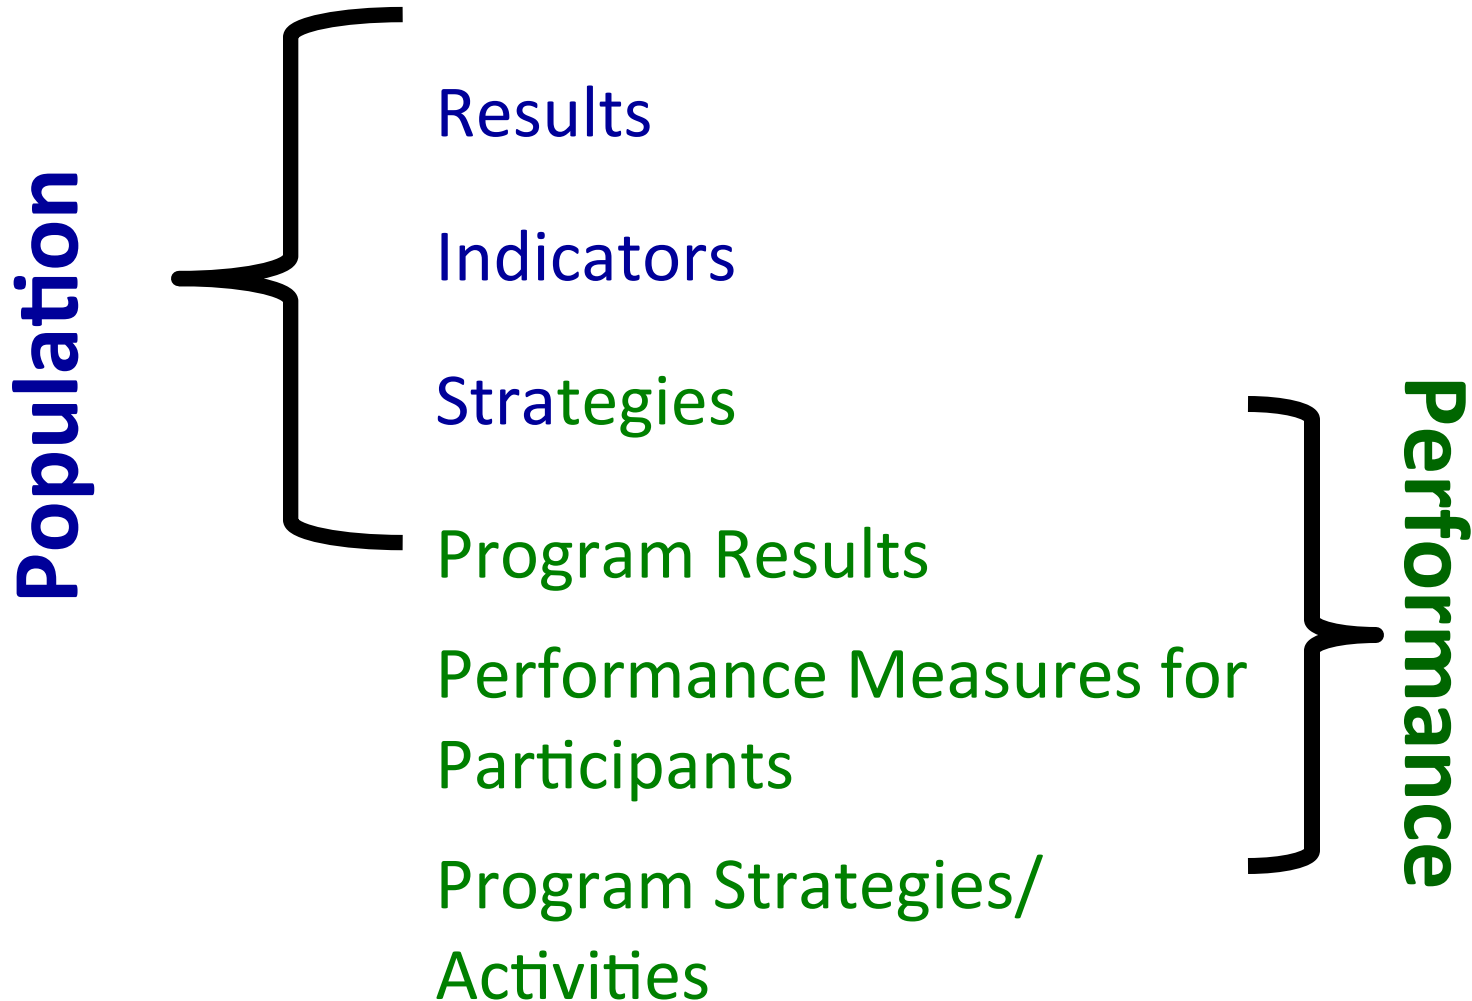 Population
Results
Indicators
Strategies
Program Results
Performance Measures for
Participants
Program Strategies/
Activities
Performance